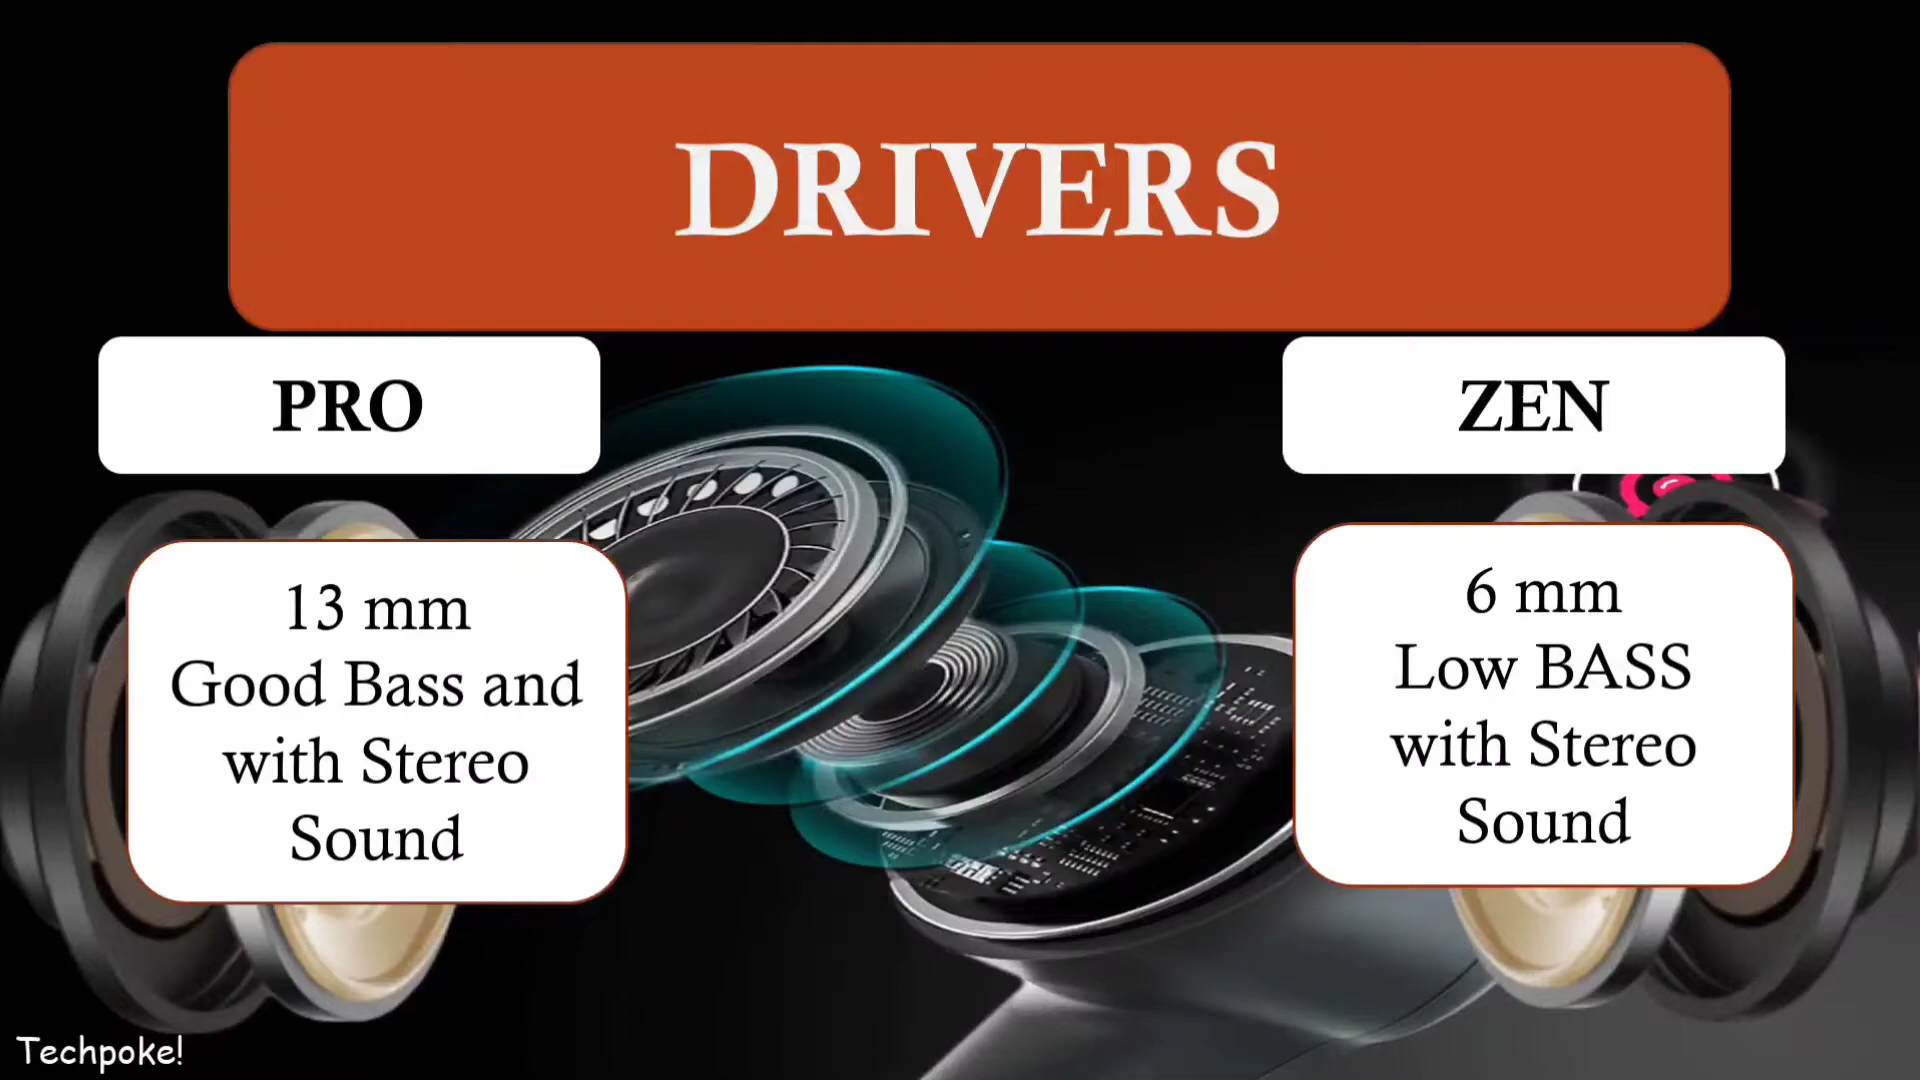 DRIVERS
PRO
ZEN
13 mm
Good Bass and
with Stereo
Sound
6 mm
Low BASS
with Stereo
Sound
Techpoke!